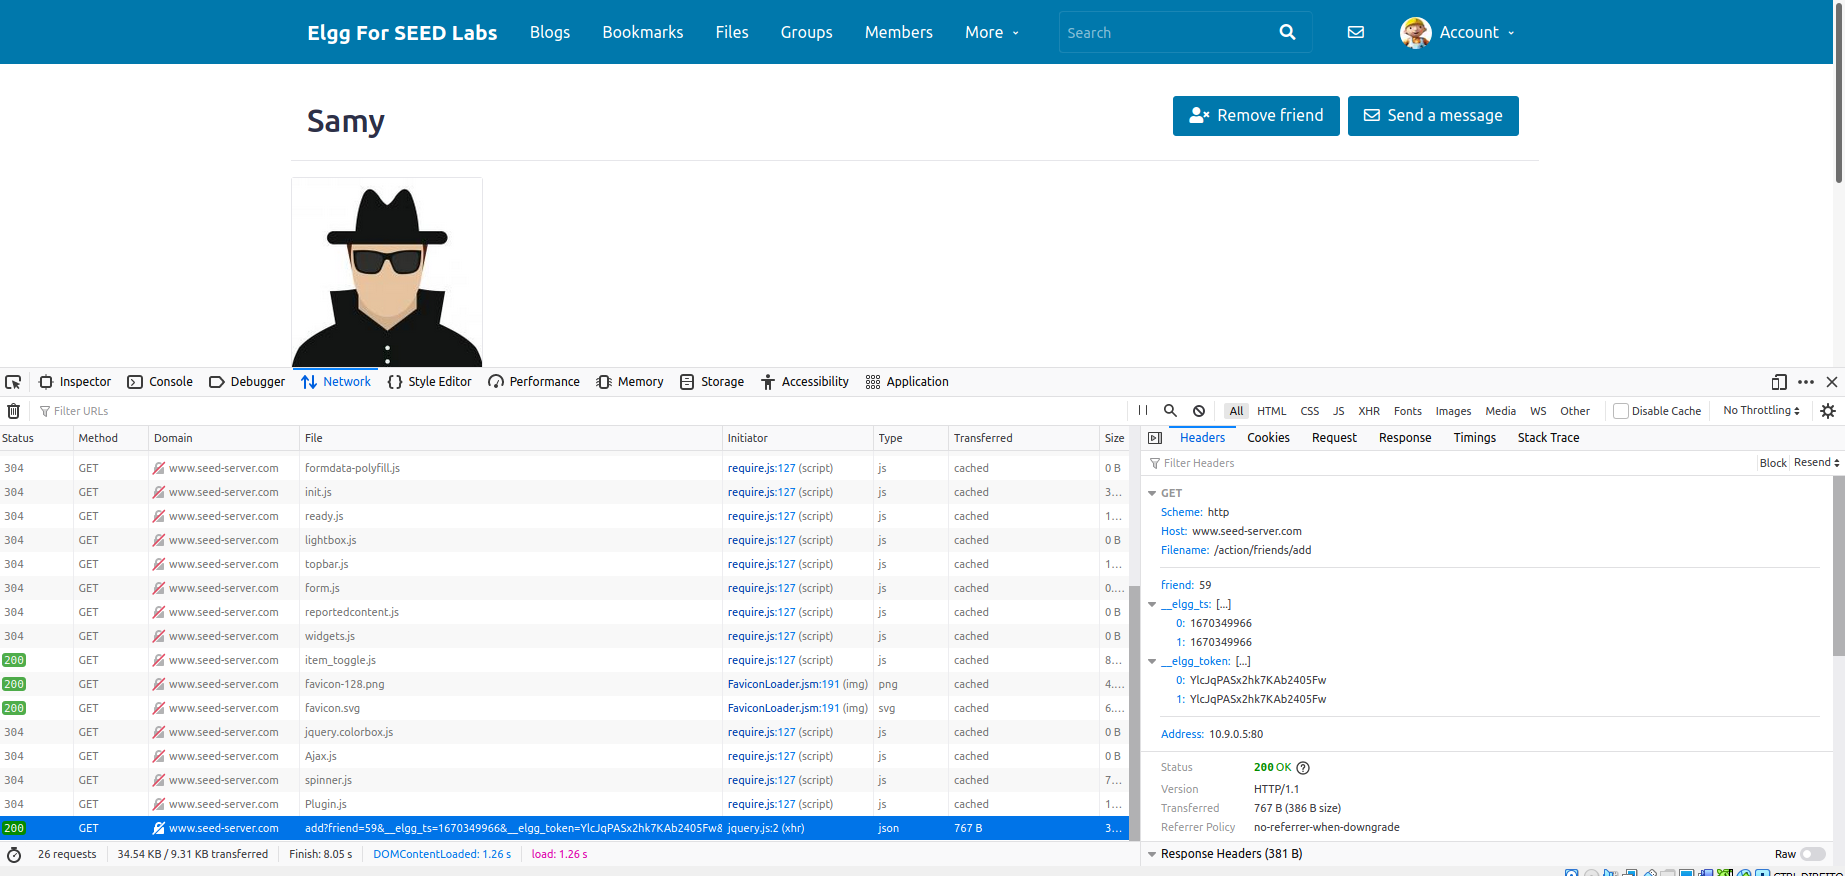 Elgg For SEED Labs Blogs Bookmarks Files Groups Members More Search Account
Samy
Remove friend Send a message
Inspector Console Debugger Network Style Editor Performance Memory Storage Accessibility Application
Filter URLs All HTML CSS JS XHR Fonts Images Media WS Other Disable Cache No Throttling
Status Method Domain File Initiator Type Transferred Size
304 GET www.seed-server.com formdata-polyfill.js require.js:127 (script) js cached 0 B
304 GET www.seed-server.com init.js require.js:127 (script) js cached 3...
304 GET www.seed-server.com ready.js require.js:127 (script) js cached 1...
304 GET www.seed-server.com lightbox.js require.js:127 (script) js cached 0 B
304 GET www.seed-server.com topbar.js require.js:127 (script) js cached 1...
304 GET www.seed-server.com form.js require.js:127 (script) js cached 0...
304 GET www.seed-server.com reportedcontent.js require.js:127 (script) js cached 0 B
304 GET www.seed-server.com widgets.js require.js:127 (script) js cached 0 B
200 GET www.seed-server.com item_toggle.js require.js:127 (script) js cached 8...
200 GET www.seed-server.com favicon-128.png FaviconLoader.jsm:191 (img) png cached 4...
200 GET www.seed-server.com favicon.svg FaviconLoader.jsm:191 (img) svg cached 6...
304 GET www.seed-server.com jquery.colorbox.js require.js:127 (script) js cached 0 B
304 GET www.seed-server.com Ajax.js require.js:127 (script) js cached 0 B
304 GET www.seed-server.com spinner.js require.js:127 (script) js cached 7...
304 GET www.seed-server.com Plugin.js require.js:127 (script) js cached 1...
200 GET www.seed-server.com add?friend=59&__elgg_ts=1670349966&__elgg_token=YlcJqPASx2hk7KAb2405Fw& jquery.js:2 (xhr) json 767 B 3...
26 requests 34.54 KB / 9.31 KB transferred Finish: 8.05 s DOMContentLoaded: 1.26 s load: 1.26 s
Headers Cookies Request Response Timings Stack Trace
Filter Headers Block Resend
GET
Scheme: http
Host: www.seed-server.com
Filename: /action/friends/add
friend: 59
__elgg_ts: [...]
0: 1670349966
1: 1670349966
__elgg_token: [...]
0: YlcJqPASx2hk7KAb2405Fw
1: YlcJqPASx2hk7KAb2405Fw
Address: 10.9.0.5:80
Status 200 OK
Version HTTP/1.1
Transferred 767 B (386 B size)
Referrer Policy no-referrer-when-downgrade
Response Headers (381 B) Raw